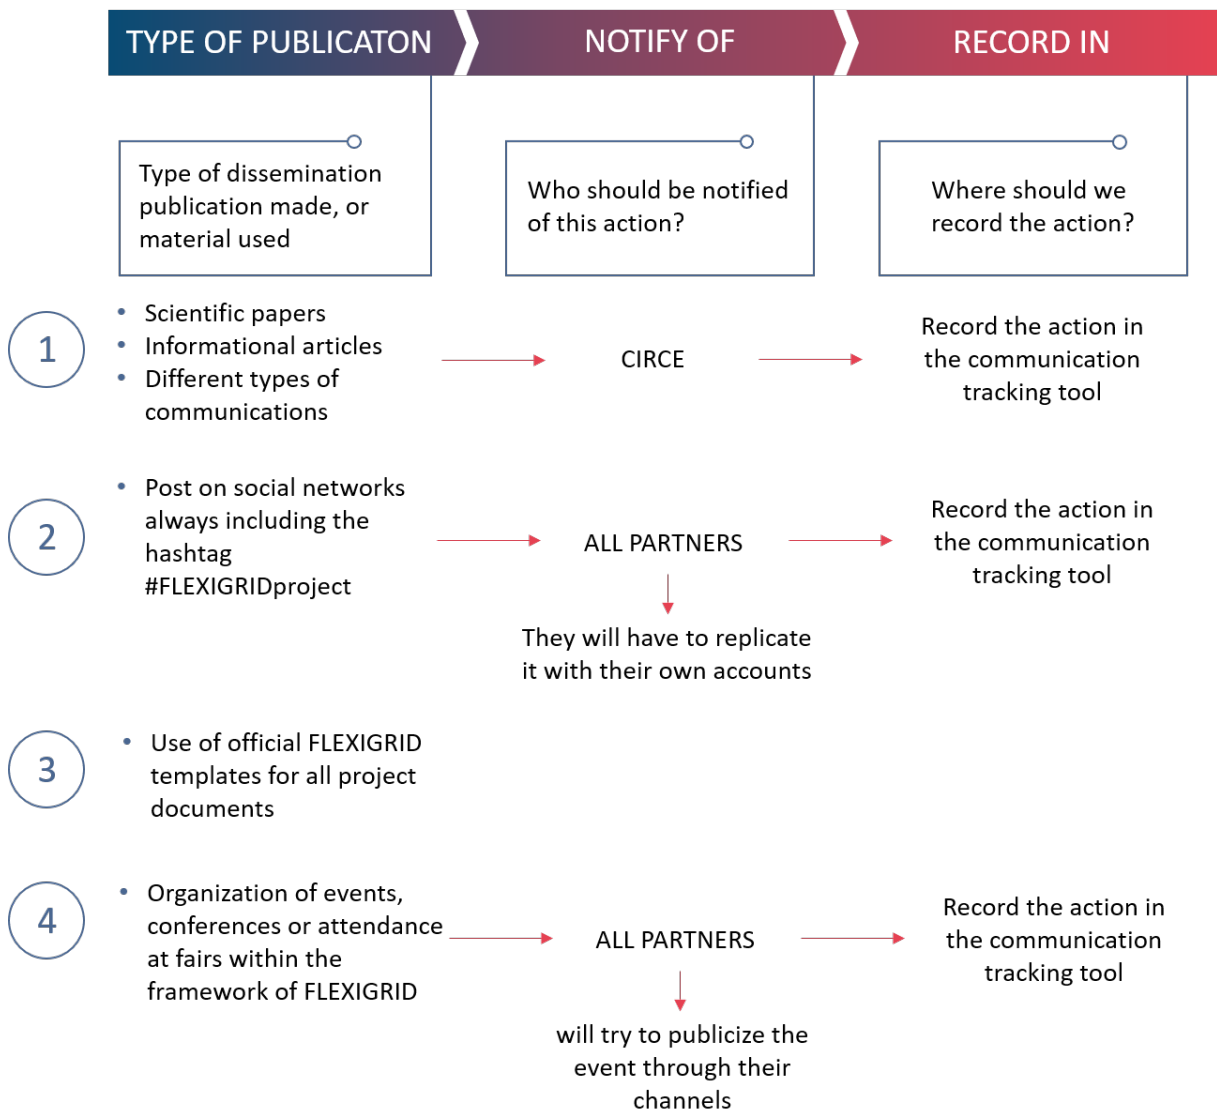 TYPE OF PUBLICATON
NOTIFY OF
RECORD IN
Type of dissemination
publication made, or
material used
Who should be notified
of this action?
Where should we
record the action?
1
• Scientific papers
• Informational articles
• Different types of
communications
CIRCE
Record the action in
the communication
tracking tool
2
• Post on social networks
always including the
hashtag
#FLEXIGRIDproject
ALL PARTNERS
They will have to replicate
it with their own accounts
Record the action in
the communication
tracking tool
3
• Use of official FLEXIGRID
templates for all project
documents
4
• Organization of events,
conferences or attendance
at fairs within the
framework of FLEXIGRID
ALL PARTNERS
will try to publicize the
event through their
channels
Record the action in
the communication
tracking tool